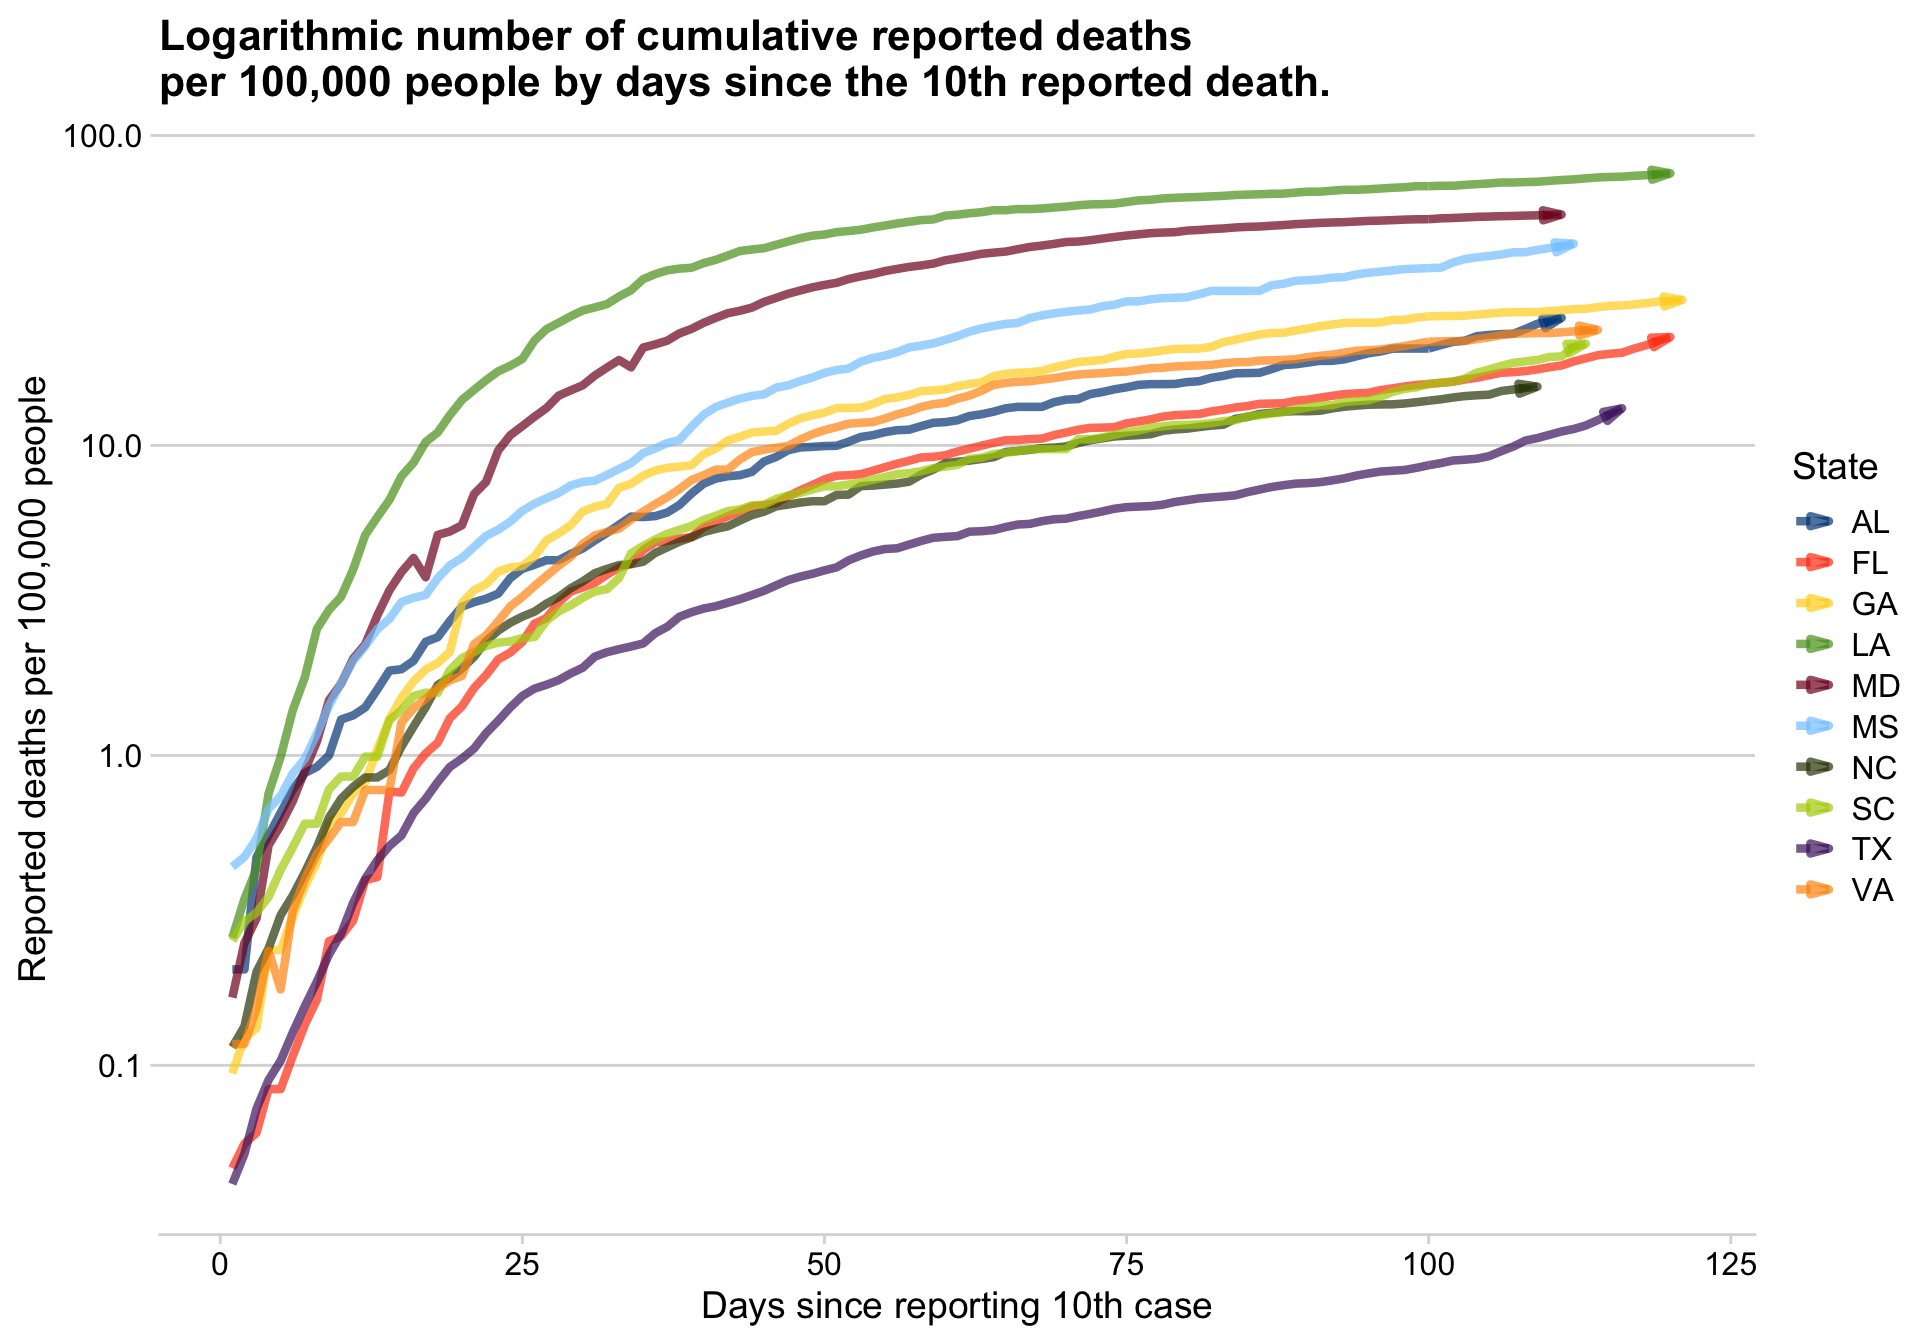 Logarithmic number of cumulative reported deaths
per 100,000 people by days since the 10th reported death.
100.0
10.0
1.0
0.1
Reported deaths per 100,000 people
0
25
50
75
100
125
Days since reporting 10th case
State
AL
FL
GA
LA
MD
MS
NC
SC
TX
VA